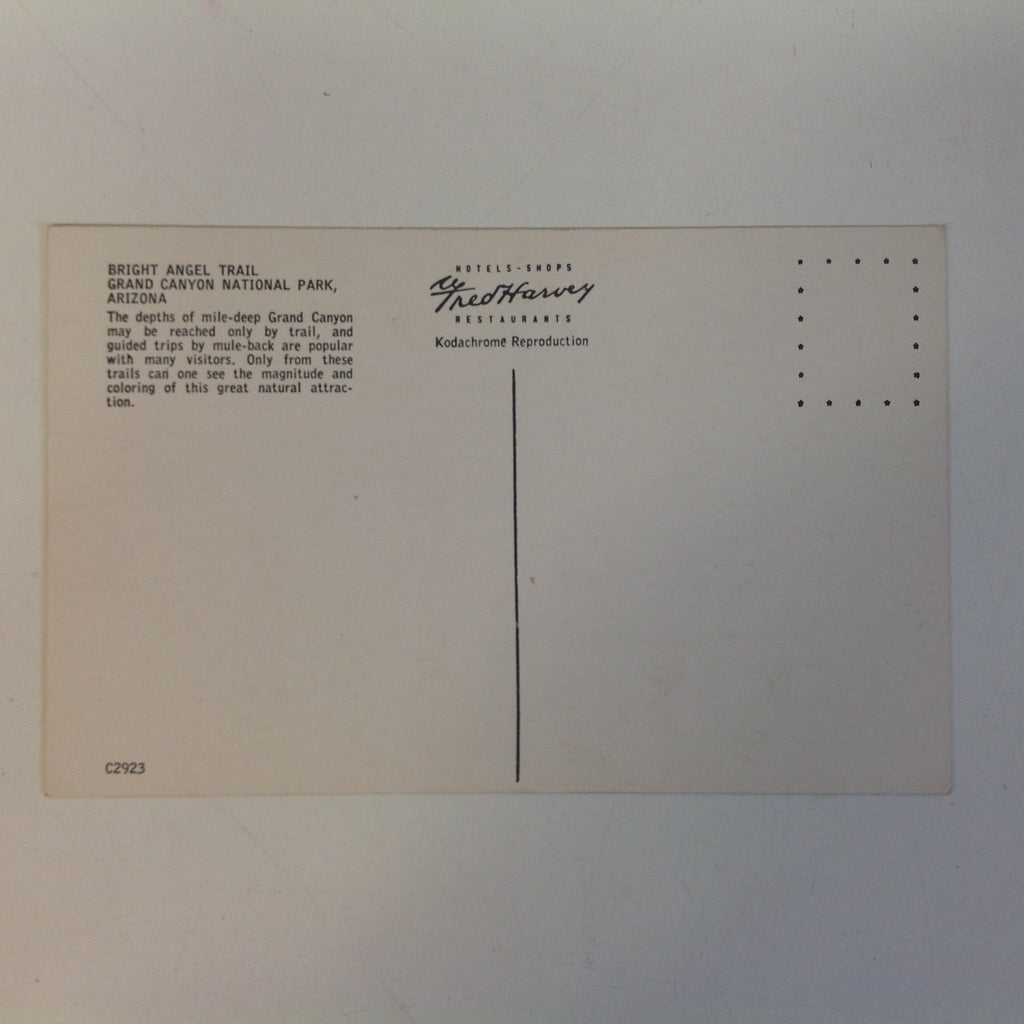 BRIGHT ANGEL TRAIL
GRAND CANYON NATIONAL PARK,
ARIZONA
The depths of mile-deep Grand Canyon
may be reached only by trail, and
guided trips by mule-back are popular
with many visitors. Only from these
trails can one see the magnitude and
coloring of this great natural attrac-
tion.
C2923
HOTELS-SHOPS
Fred Harvey
RESTAURANTS
Kodachrome Reproduction